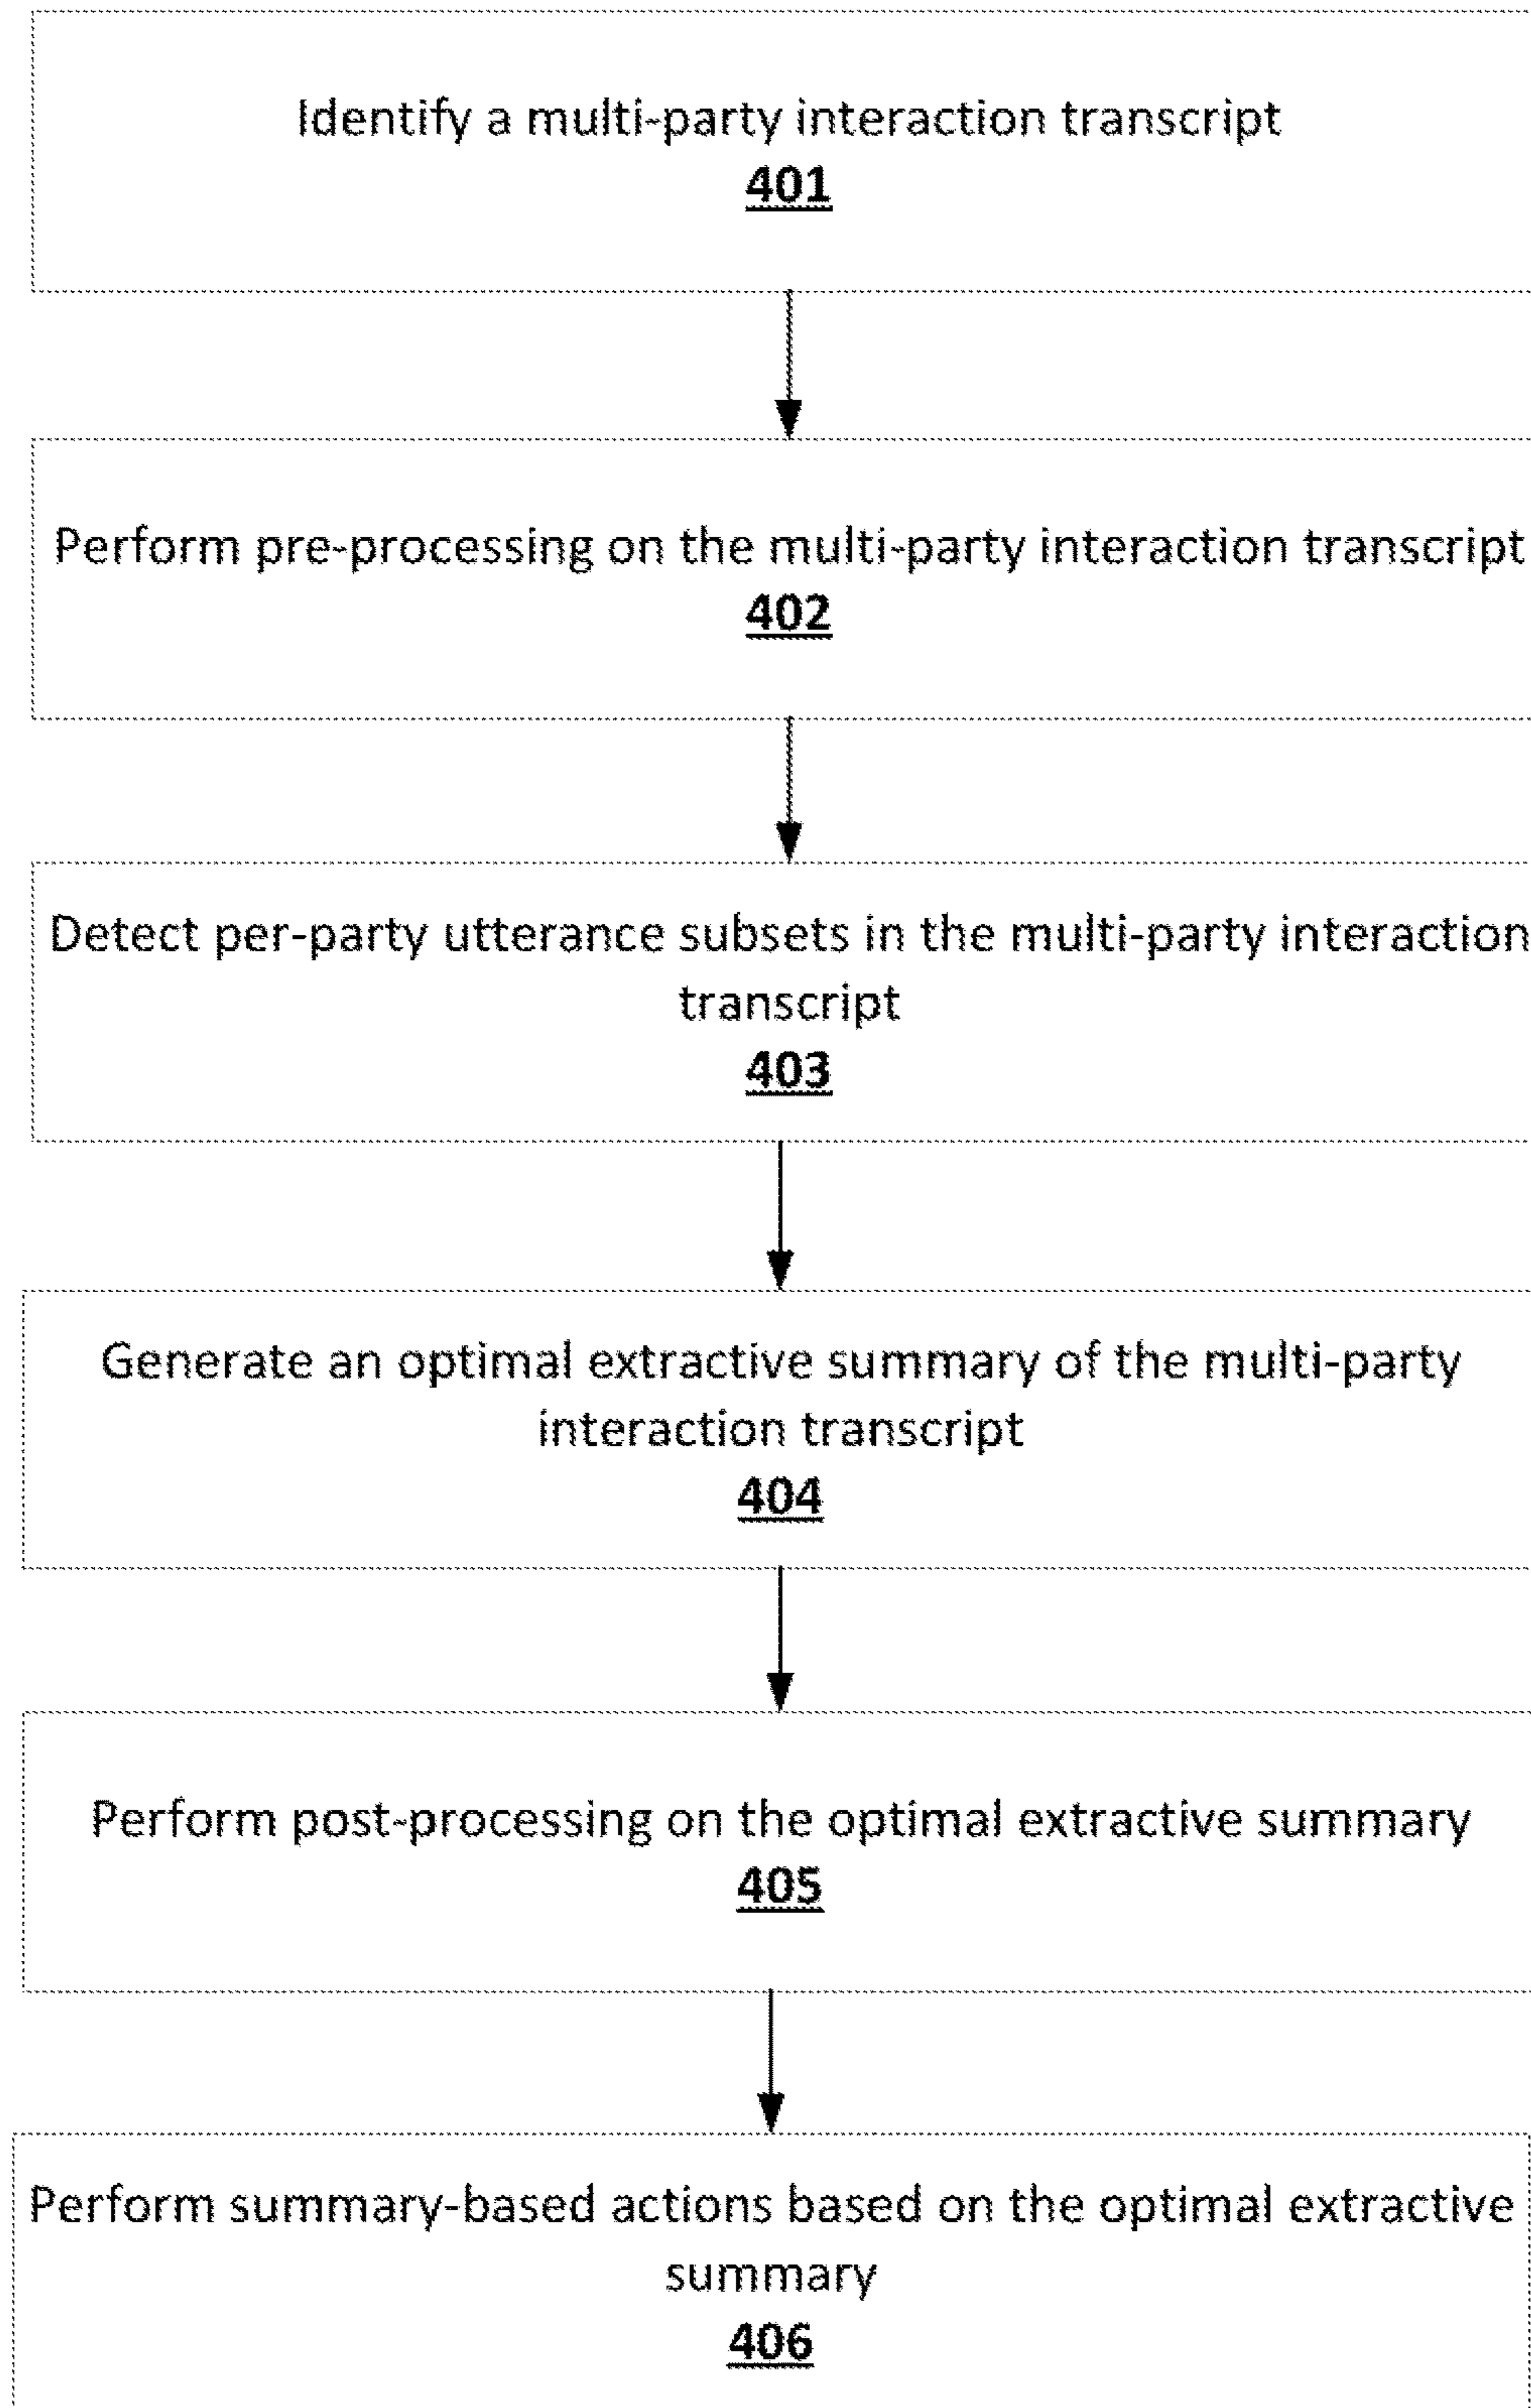 Identify a multi-party interaction transcript
401
Perform pre-processing on the multi-party interaction transcript
402
Detect per-party utterance subsets in the multi-party interaction
transcript
403
Generate an optimal extractive summary of the multi-party
interaction transcript
404
Perform post-processing on the optimal extractive summary
405
Perform summary-based actions based on the optimal extractive
summary
406